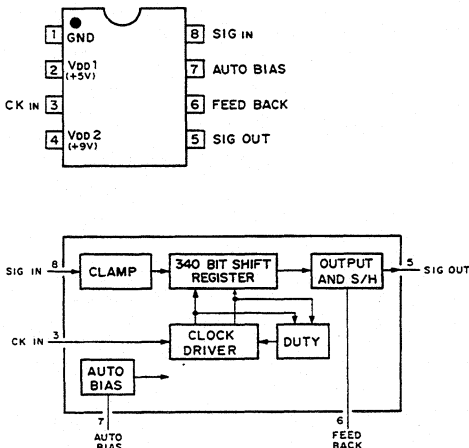 1 GND
8 SIG IN
2 VDD1
(+5V)
7 AUTO BIAS
CK IN 3
6 FEED BACK
4 VDD2
(+9V)
5 SIG OUT
SIG IN 8
CLAMP
340 BIT SHIFT
REGISTER
OUTPUT
AND S/H
5 SIG OUT
CK IN 3
CLOCK
DRIVER
DUTY
AUTO
BIAS
7
AUTO
BIAS
6
FEED
BACK